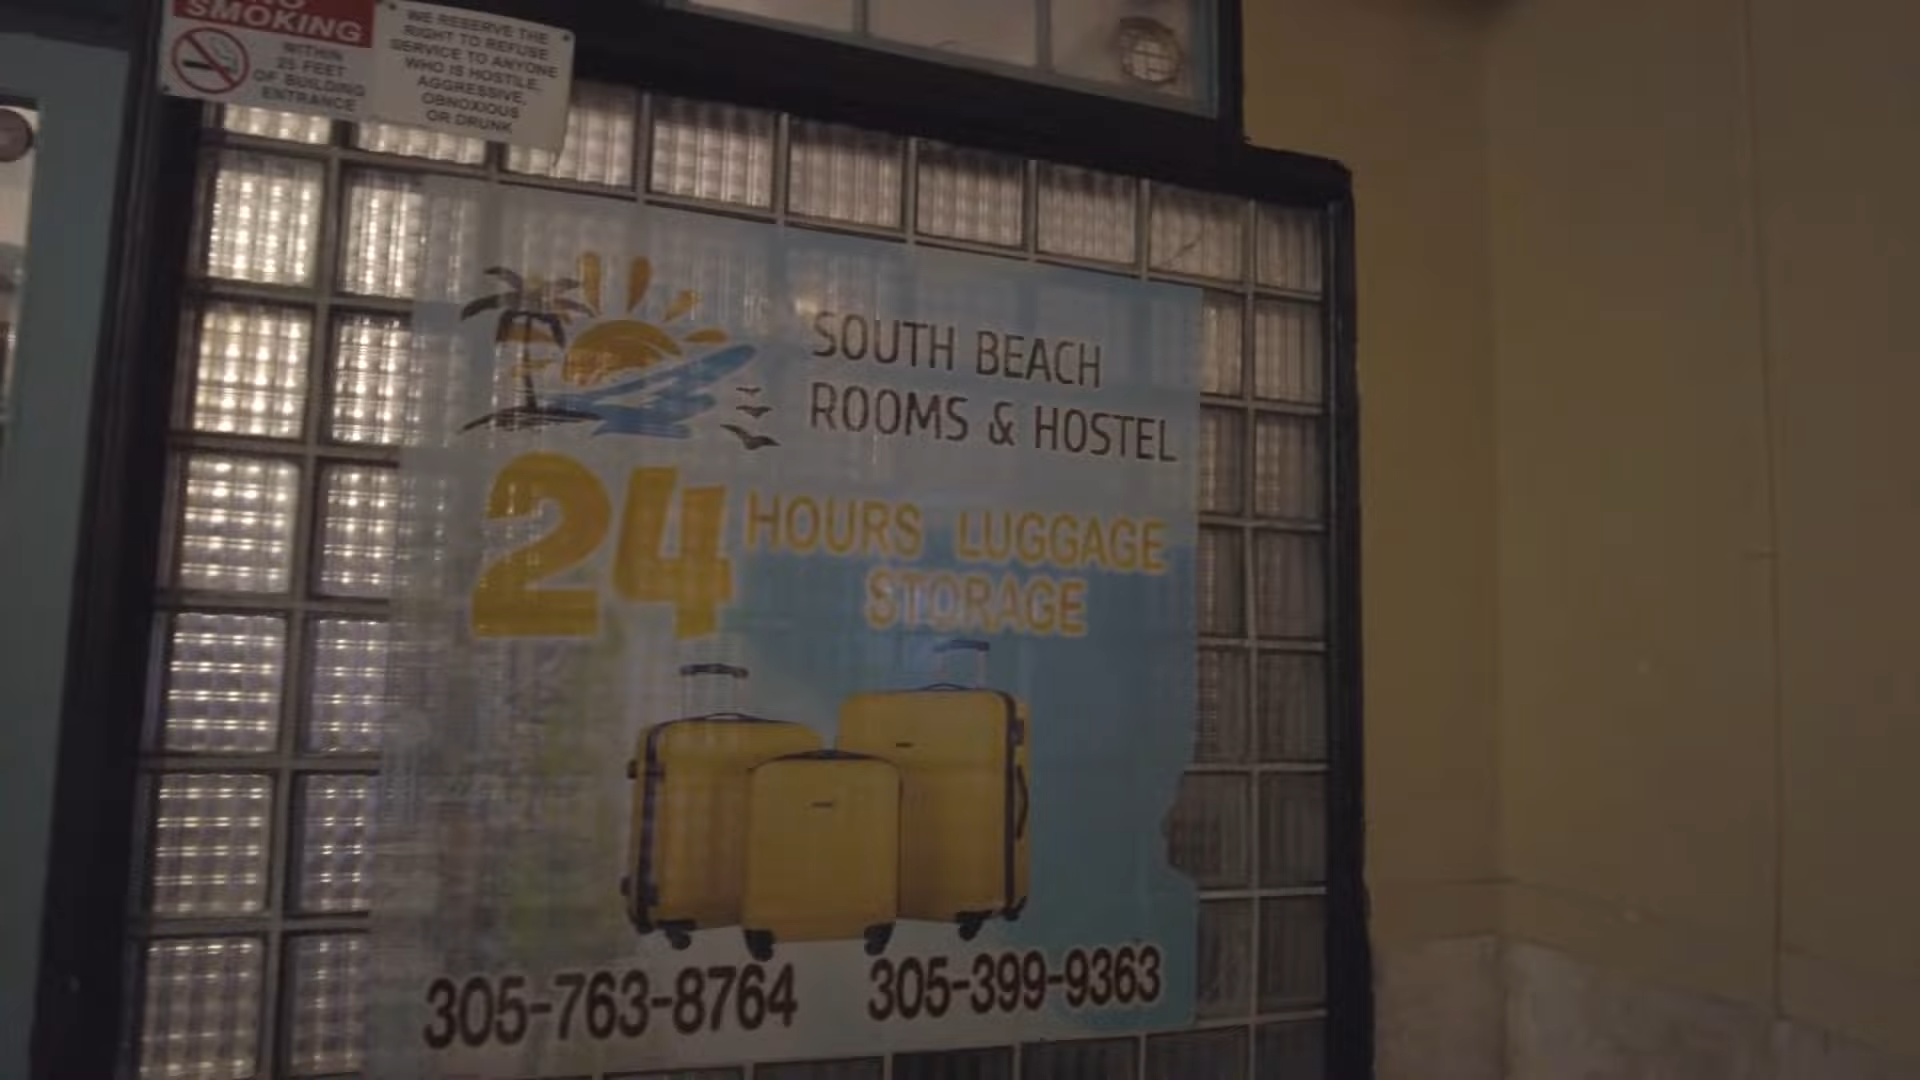 NO
SMOKING
WITHIN
25 FEET
OF BUILDING
ENTRANCE
WE RESERVE THE
RIGHT TO REFUSE
SERVICE TO ANYONE
WHO IS HOSTILE,
AGGRESSIVE,
OBNOXIOUS
OR DRUNK
SOUTH BEACH
ROOMS & HOSTEL
24 HOURS LUGGAGE
STORAGE
305-763-8764 305-399-9363